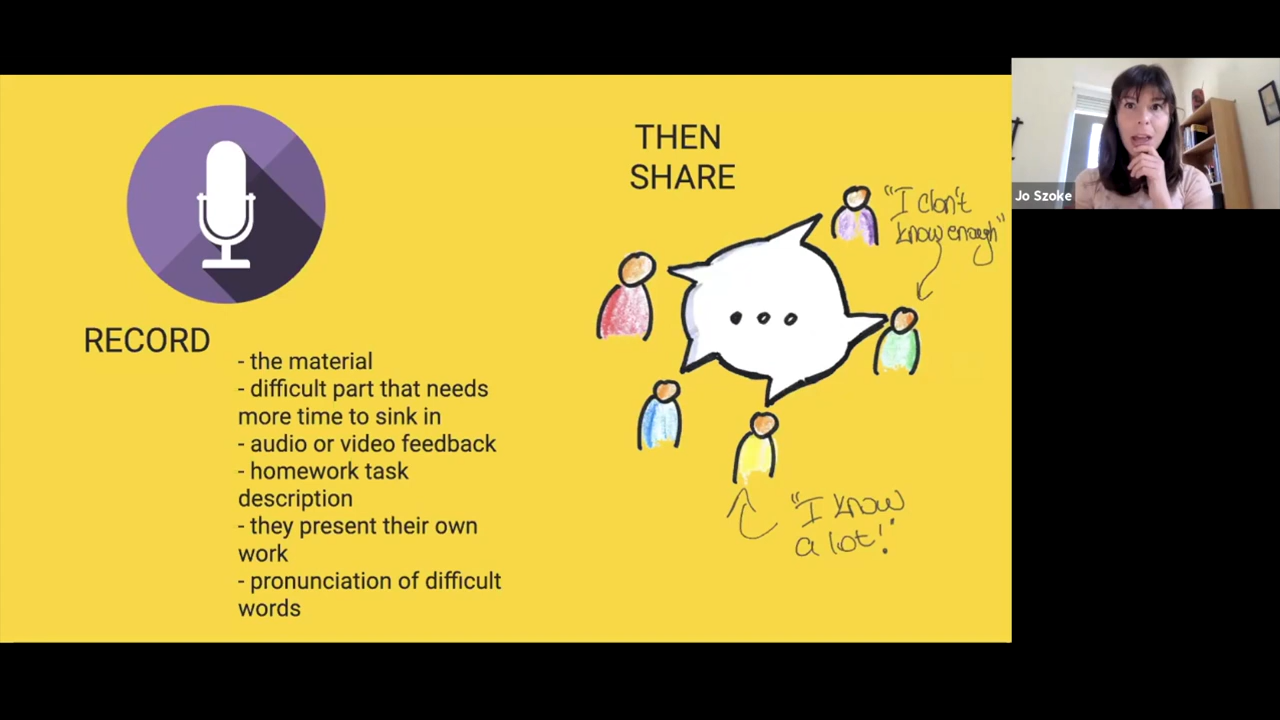 RECORD
- the material
- difficult part that needs
more time to sink in
- audio or video feedback
- homework task
description
- they present their own
work
- pronunciation of difficult
words
THEN
SHARE
"I don't
know enough"
"I know
a lot!"
Jo Szoke